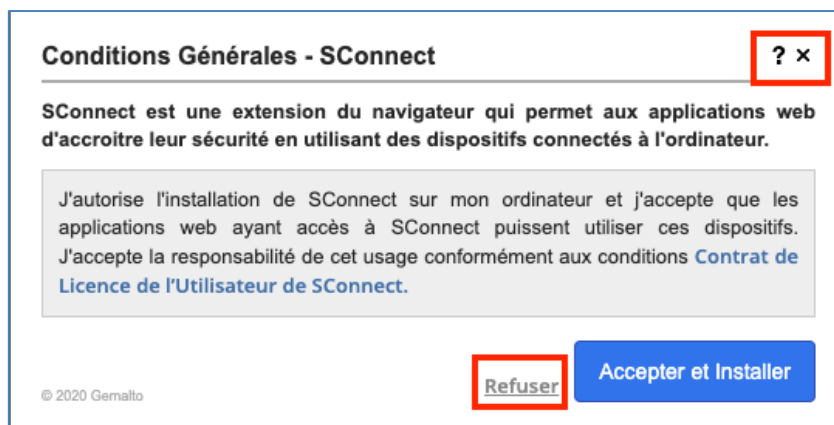 Conditions Générales - SConnect ? ×
SConnect est une extension du navigateur qui permet aux applications web
d'accroitre leur sécurité en utilisant des dispositifs connectés à l'ordinateur.
J'autorise l'installation de SConnect sur mon ordinateur et j'accepte que les
applications web ayant accès à SConnect puissent utiliser ces dispositifs.
J'accepte la responsabilité de cet usage conformément aux conditions Contrat de
Licence de l’Utilisateur de SConnect.
Refuser Accepter et Installer
© 2020 Gemalto